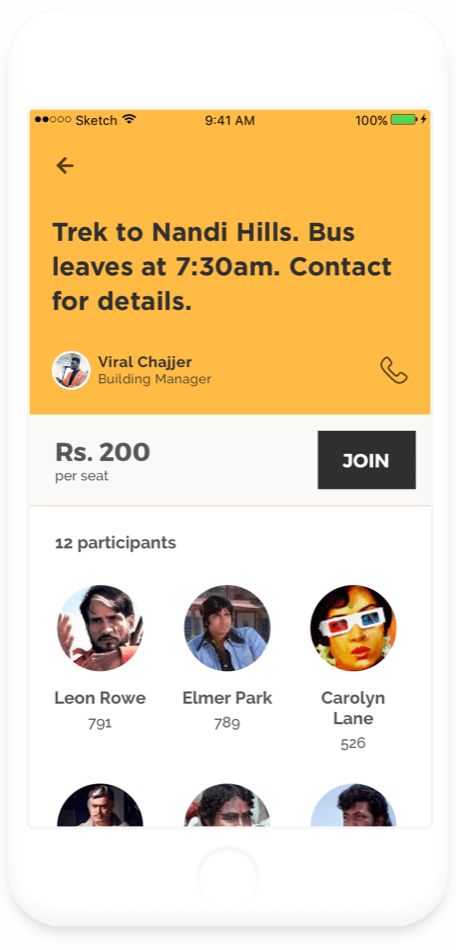 Sketch 9:41 AM 100%
Trek to Nandi Hills. Bus
leaves at 7:30am. Contact
for details.
Viral Chajjer
Building Manager
Rs. 200
per seat
JOIN
12 participants
Leon Rowe
791
Elmer Park
789
Carolyn
Lane
526